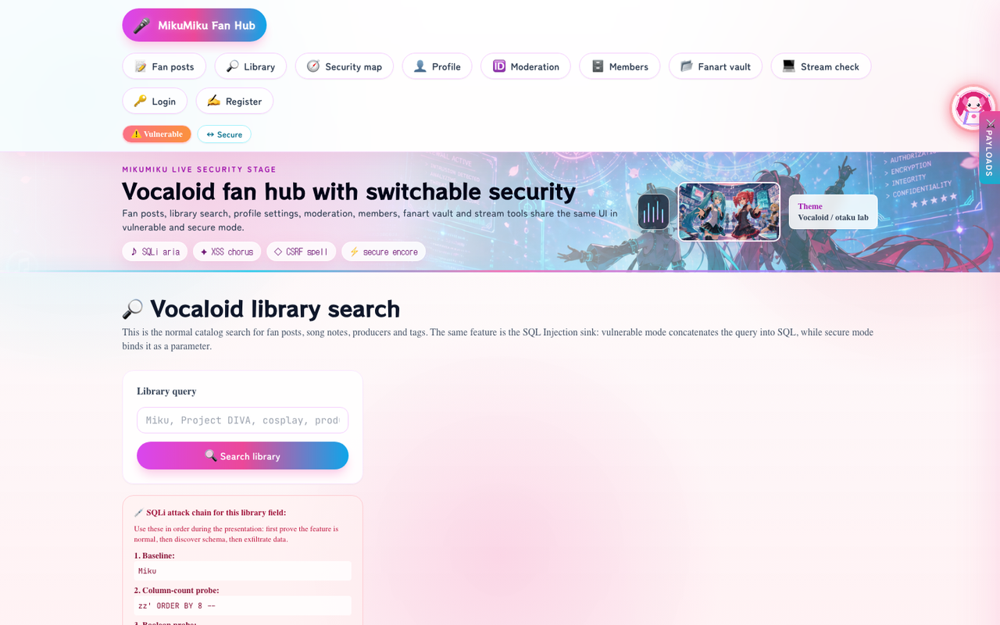 🎤 MikuMiku Fan Hub
📝 Fan posts
🔎 Library
🧭 Security map
👤 Profile
🆔 Moderation
🗄️ Members
📂 Fanart vault
💻 Stream check
🔑 Login
✍️ Register
⚠️ Vulnerable
↔ Secure
PAYLOADS
MIKUMIKU LIVE SECURITY STAGE
Vocaloid fan hub with switchable security
Fan posts, library search, profile settings, moderation, members, fanart vault and stream tools share the same UI in
vulnerable and secure mode.
♪ SQLi aria
✦ XSS chorus
◇ CSRF spell
⚡ secure encore
Theme
Vocaloid / otaku lab
> ENCRYPTION
> INTEGRITY
> CONFIDENTIALITY
★★★★★
🔎 Vocaloid library search
This is the normal catalog search for fan posts, song notes, producers and tags. The same feature is the SQL Injection sink: vulnerable mode concatenates the query into SQL, while secure mode
binds it as a parameter.
Library query
Miku, Project DIVA, cosplay, prod
🔍 Search library
💉 SQLi attack chain for this library field:
Use these in order during the presentation: first prove the feature is
normal, then discover schema, then exfiltrate data.
1. Baseline:
Miku
2. Column-count probe:
zz' ORDER BY 8 --
3. Boolean probe: